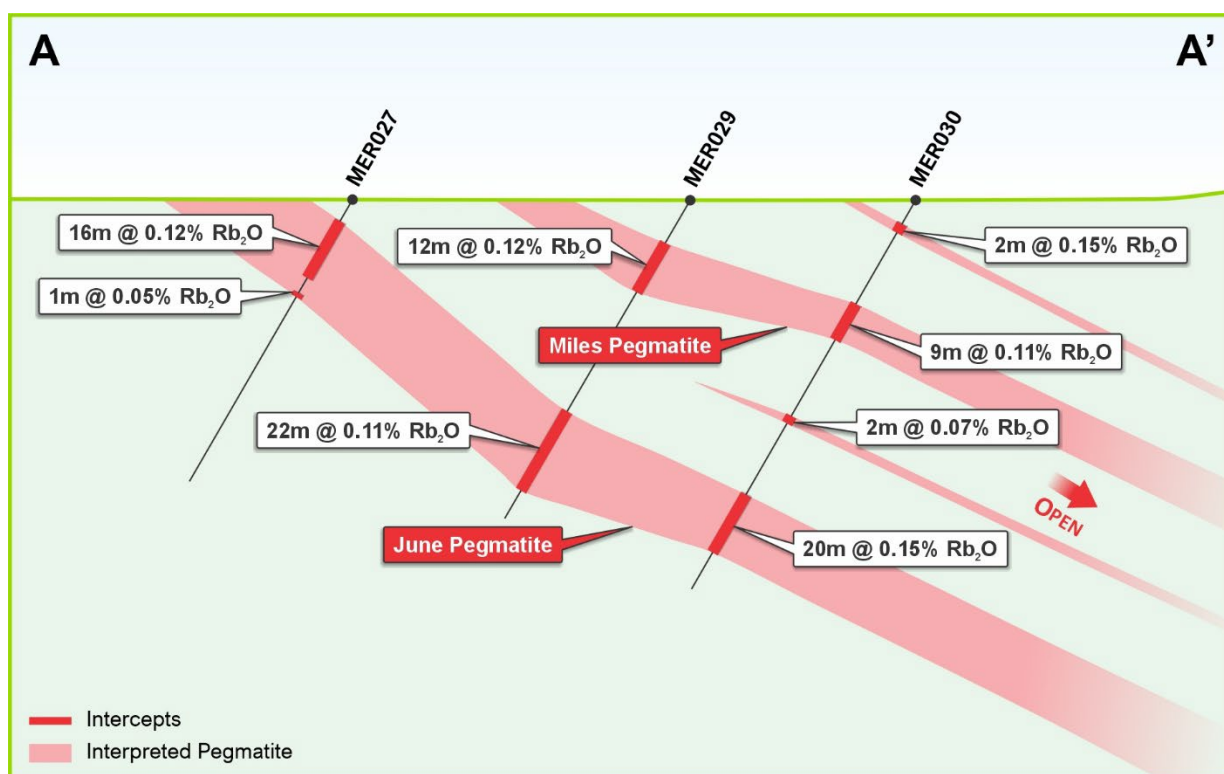 A
A’
MER027
MER029
MER030
16m @ 0.12% Rb₂O
12m @ 0.12% Rb₂O
2m @ 0.15% Rb₂O
1m @ 0.05% Rb₂O
Miles Pegmatite
9m @ 0.11% Rb₂O
22m @ 0.11% Rb₂O
2m @ 0.07% Rb₂O
OPEN
June Pegmatite
20m @ 0.15% Rb₂O
Intercepts
Interpreted Pegmatite